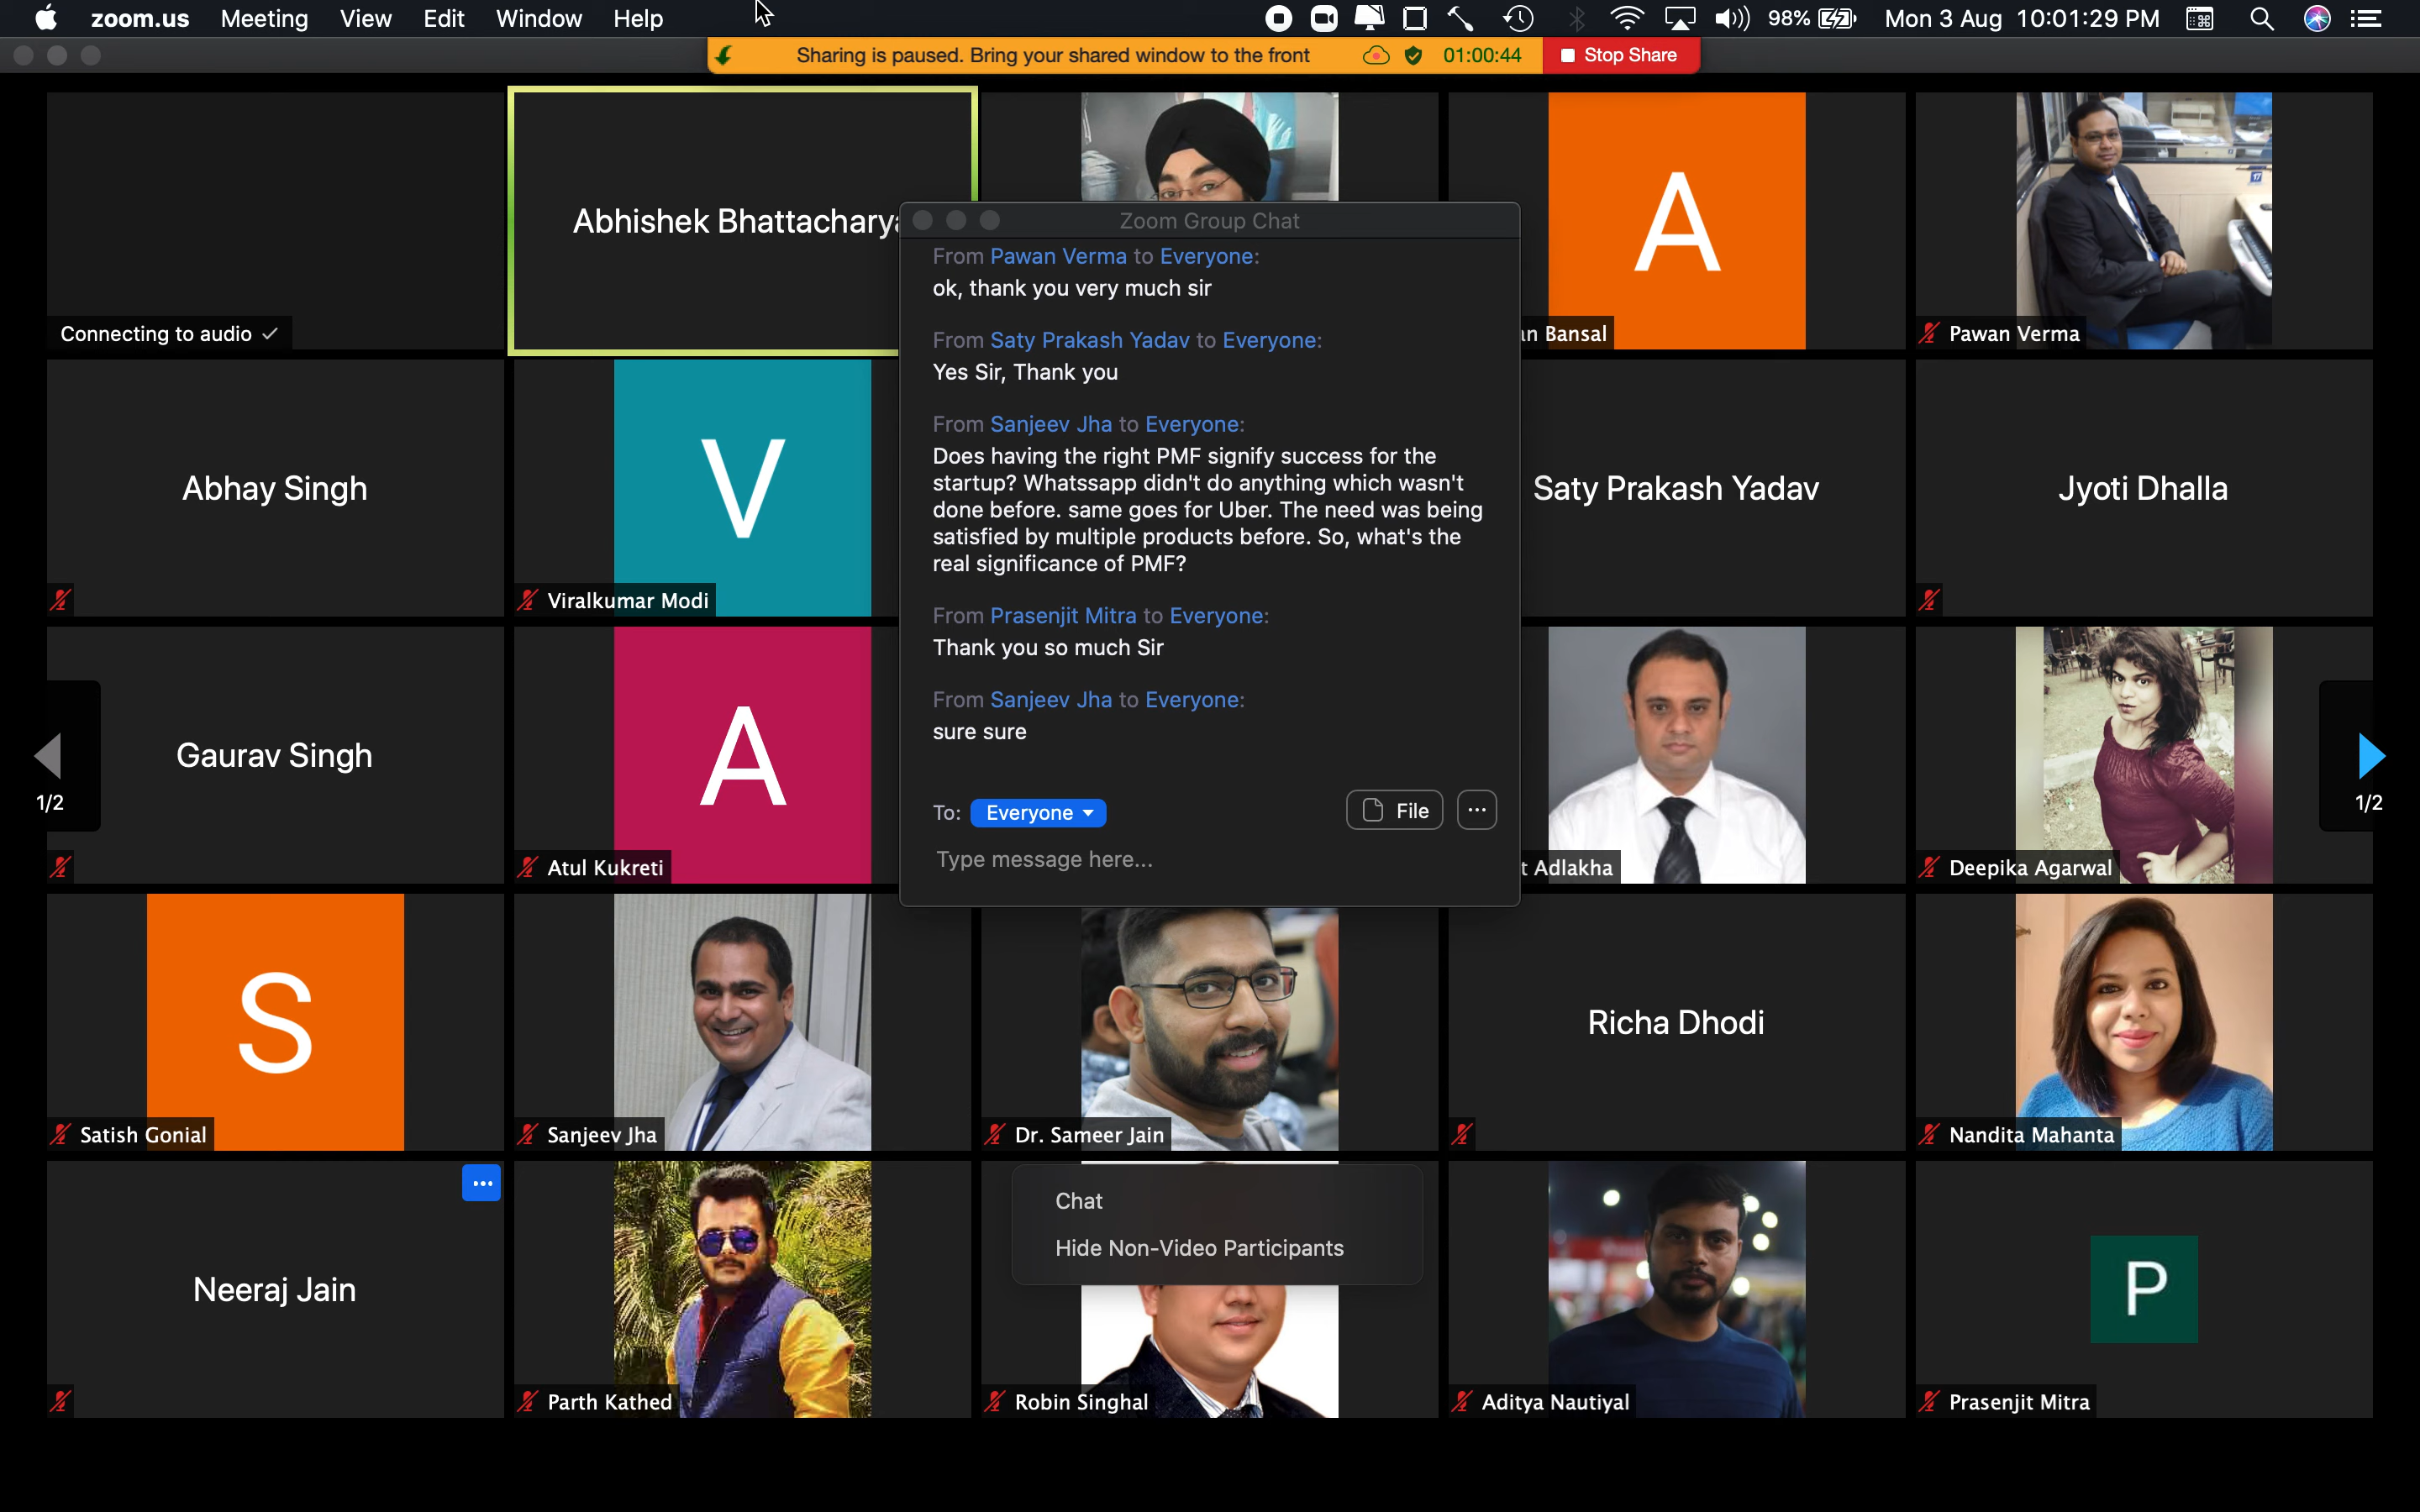 zoom.us Meeting View Edit Window Help 98% Mon 3 Aug 10:01:29 PM
Sharing is paused. Bring your shared window to the front 01:00:44 Stop Share
Connecting to audio
Abhishek Bhattacharya
A
an Bansal
Pawan Verma
17
Zoom Group Chat
From Pawan Verma to Everyone:
ok, thank you very much sir
From Saty Prakash Yadav to Everyone:
Yes Sir, Thank you
From Sanjeev Jha to Everyone:
Does having the right PMF signify success for the
startup? Whatssapp didn't do anything which wasn't
done before. same goes for Uber. The need was being
satisfied by multiple products before. So, what's the
real significance of PMF?
From Prasenjit Mitra to Everyone:
Thank you so much Sir
From Sanjeev Jha to Everyone:
sure sure
To: Everyone File ...
Type message here...
Abhay Singh
V
Viralkumar Modi
Saty Prakash Yadav
Jyoti Dhalla
1/2
Gaurav Singh
A
Atul Kukreti
t Adlakha
Deepika Agarwal
1/2
S
Satish Gonial
Sanjeev Jha
Dr. Sameer Jain
Richa Dhodi
Nandita Mahanta
...
Neeraj Jain
Parth Kathed
Chat
Hide Non-Video Participants
Robin Singhal
Aditya Nautiyal
P
Prasenjit Mitra